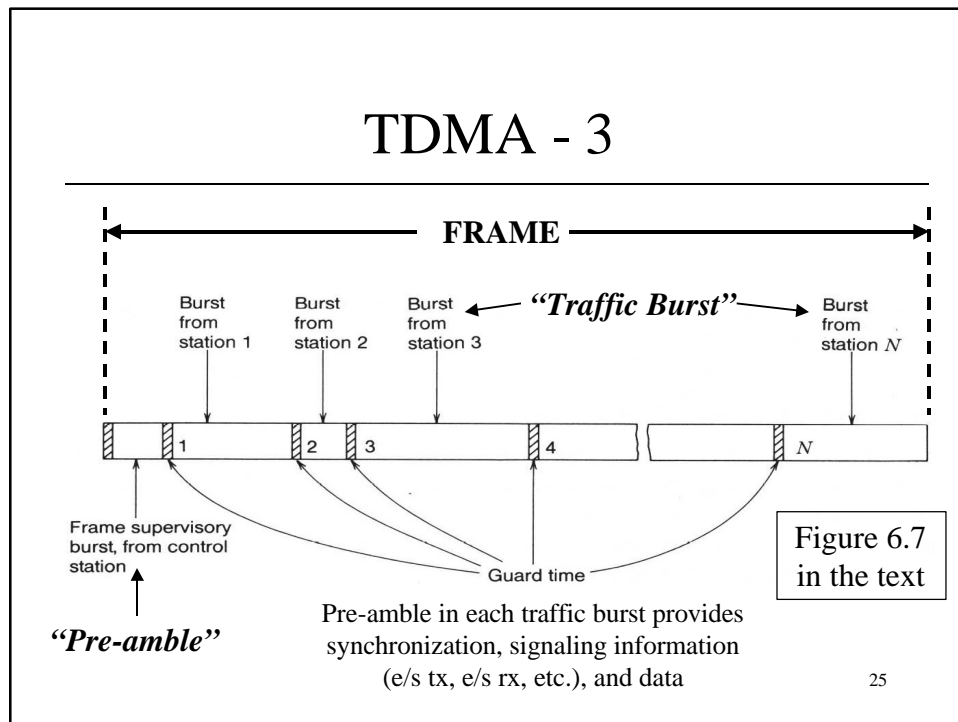 TDMA - 3
FRAME
Burst
from
station 1
Burst
from
station 2
Burst
from
station 3
“Traffic Burst”
Burst
from
station N
1
2
3
4
N
Frame supervisory
burst, from control
station
Guard time
Figure 6.7
in the text
“Pre-amble”
Pre-amble in each traffic burst provides
synchronization, signaling information
(e/s tx, e/s rx, etc.), and data
25